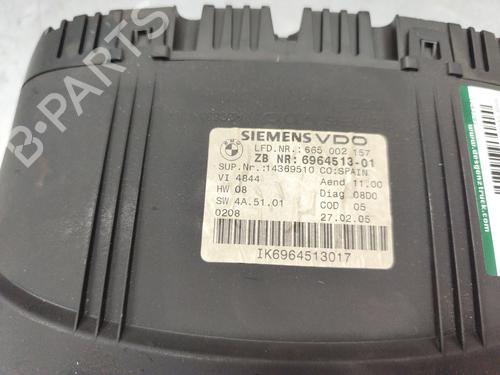 B-PARTS
SIEMENS VDO
LFD.NR.: 665 002 157
ZB NR: 6964513-01
SUP.Nr.:14369510 CO:SPAIN
VI 4844 Aend 11.00
HW 08 Diag 08D0
SW 4A.51.01 COD 05
0208 27.02.05
IK6964513017